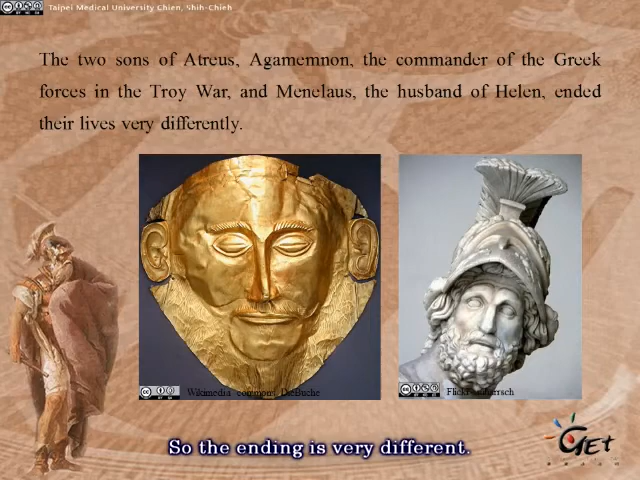 Taipei Medical University Chien, Shih-Chieh
The two sons of Atreus, Agamemnon, the commander of the Greek
forces in the Troy War, and Menelaus, the husband of Helen, ended
their lives very differently.
Wikimedia commons DieBuche
Flickr
So the ending is very different.
GET